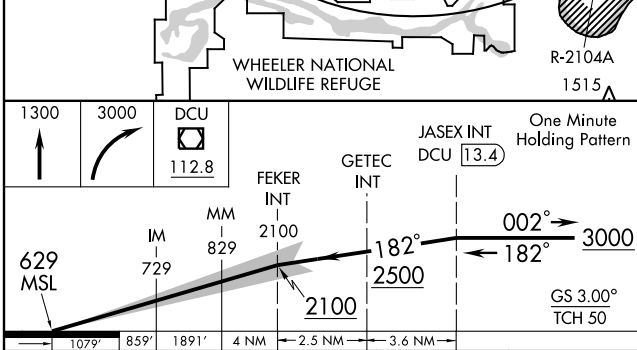 WHEELER NATIONAL
WILDLIFE REFUGE
R-2104A
1515
1300
3000
DCU
112.8
JASEX INT
DCU 13.4
One Minute
Holding Pattern
GETEC
INT
FEKER
INT
2100
MM
829
IM
729
629
MSL
182°
2500
2100
002°
182°
3000
GS 3.00°
TCH 50
1079' 859' 1891' 4 NM 2.5 NM 3.6 NM